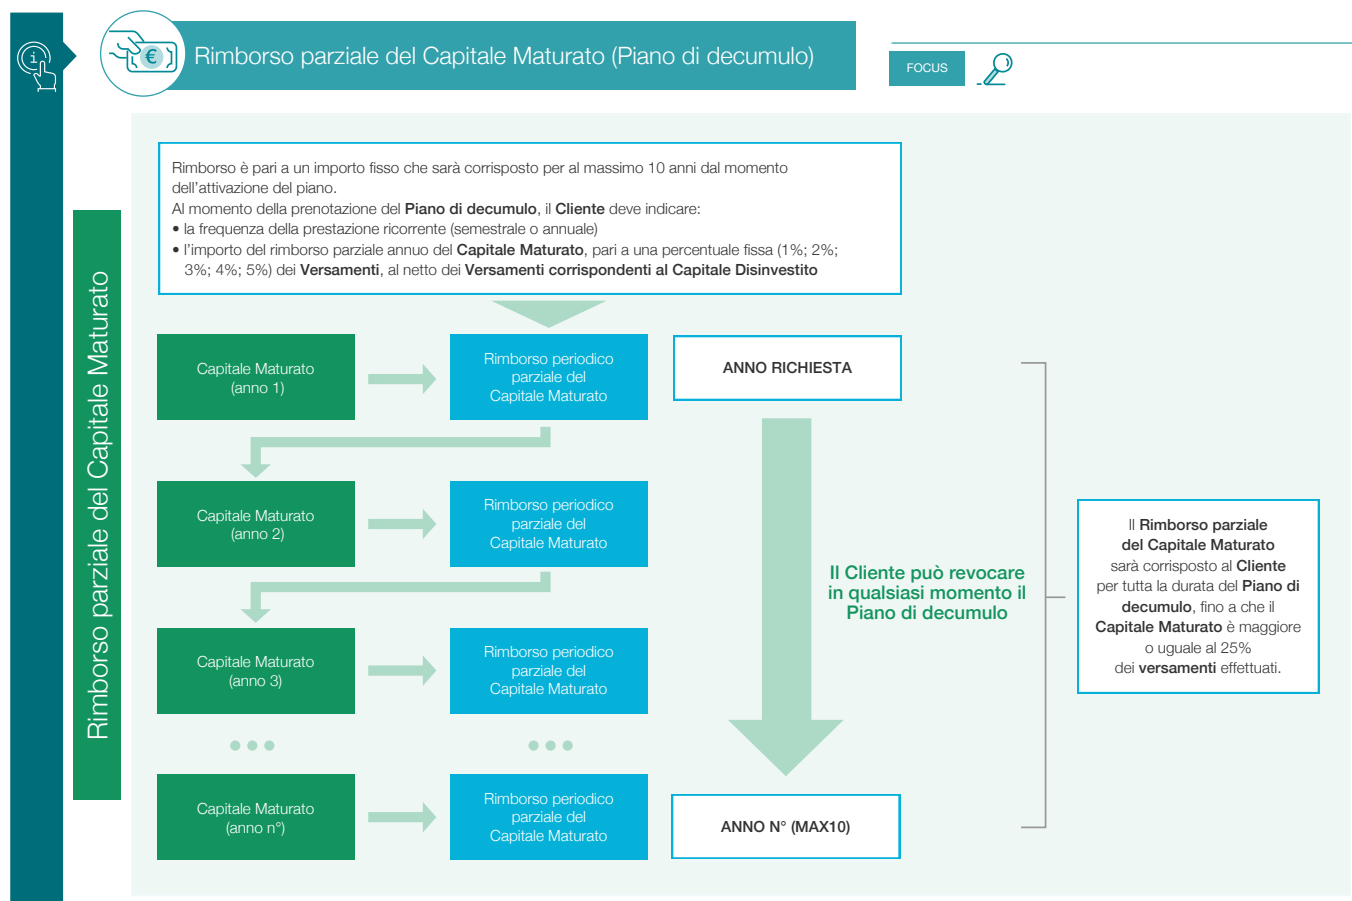 Rimborso parziale del Capitale Maturato (Piano di decumulo)
FOCUS
Rimborso parziale del Capitale Maturato
Rimborso è pari a un importo fisso che sarà corrisposto per al massimo 10 anni dal momento
dell'attivazione del piano.
Al momento della prenotazione del Piano di decumulo, il Cliente deve indicare:
• la frequenza della prestazione ricorrente (semestrale o annuale)
• l'importo del rimborso parziale annuo del Capitale Maturato, pari a una percentuale fissa (1%; 2%;
3%; 4%; 5%) dei Versamenti, al netto dei Versamenti corrispondenti al Capitale Disinvestito
Capitale Maturato
(anno 1)
Rimborso periodico
parziale del
Capitale Maturato
ANNO RICHIESTA
Capitale Maturato
(anno 2)
Rimborso periodico
parziale del
Capitale Maturato
Il Cliente può revocare
in qualsiasi momento il
Piano di decumulo
Il Rimborso parziale
del Capitale Maturato
sarà corrisposto al Cliente
per tutta la durata del Piano di
decumulo, fino a che il
Capitale Maturato è maggiore
o uguale al 25%
dei versamenti effettuati.
Capitale Maturato
(anno 3)
Rimborso periodico
parziale del
Capitale Maturato
Capitale Maturato
(anno n°)
Rimborso periodico
parziale del
Capitale Maturato
ANNO N° (MAX10)